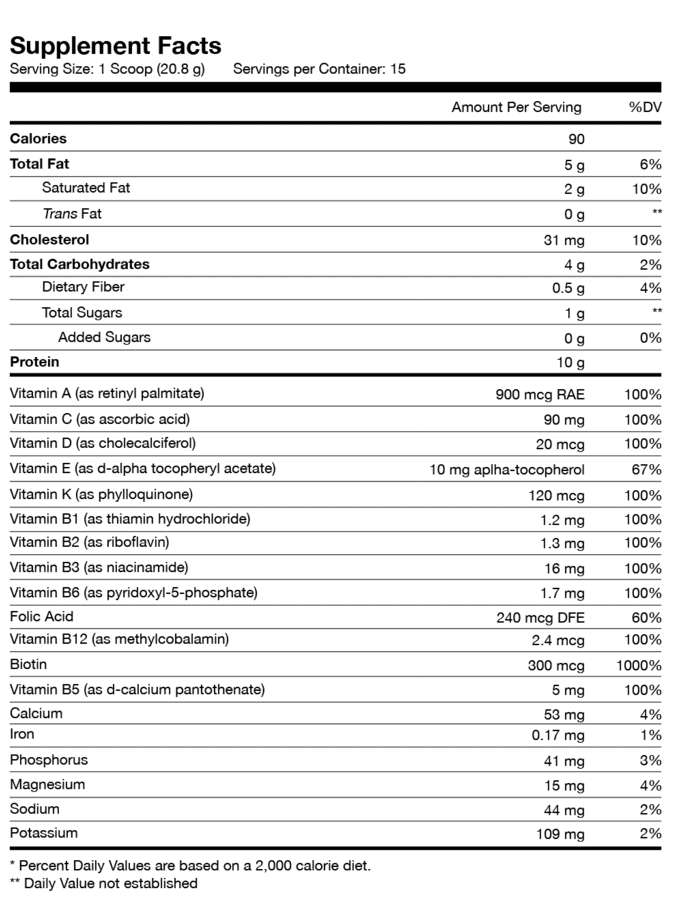 Supplement Facts
Serving Size: 1 Scoop (20.8 g) Servings per Container: 15
Amount Per Serving %DV
Calories 90
Total Fat 5 g 6%
Saturated Fat 2 g 10%
Trans Fat 0 g **
Cholesterol 31 mg 10%
Total Carbohydrates 4 g 2%
Dietary Fiber 0.5 g 4%
Total Sugars 1 g **
Added Sugars 0 g 0%
Protein 10 g
Vitamin A (as retinyl palmitate) 900 mcg RAE 100%
Vitamin C (as ascorbic acid) 90 mg 100%
Vitamin D (as cholecalciferol) 20 mcg 100%
Vitamin E (as d-alpha tocopheryl acetate) 10 mg aplha-tocopherol 67%
Vitamin K (as phylloquinone) 120 mcg 100%
Vitamin B1 (as thiamin hydrochloride) 1.2 mg 100%
Vitamin B2 (as riboflavin) 1.3 mg 100%
Vitamin B3 (as niacinamide) 16 mg 100%
Vitamin B6 (as pyridoxyl-5-phosphate) 1.7 mg 100%
Folic Acid 240 mcg DFE 60%
Vitamin B12 (as methylcobalamin) 2.4 mcg 100%
Biotin 300 mcg 1000%
Vitamin B5 (as d-calcium pantothenate) 5 mg 100%
Calcium 53 mg 4%
Iron 0.17 mg 1%
Phosphorus 41 mg 3%
Magnesium 15 mg 4%
Sodium 44 mg 2%
Potassium 109 mg 2%
* Percent Daily Values are based on a 2,000 calorie diet.
** Daily Value not established